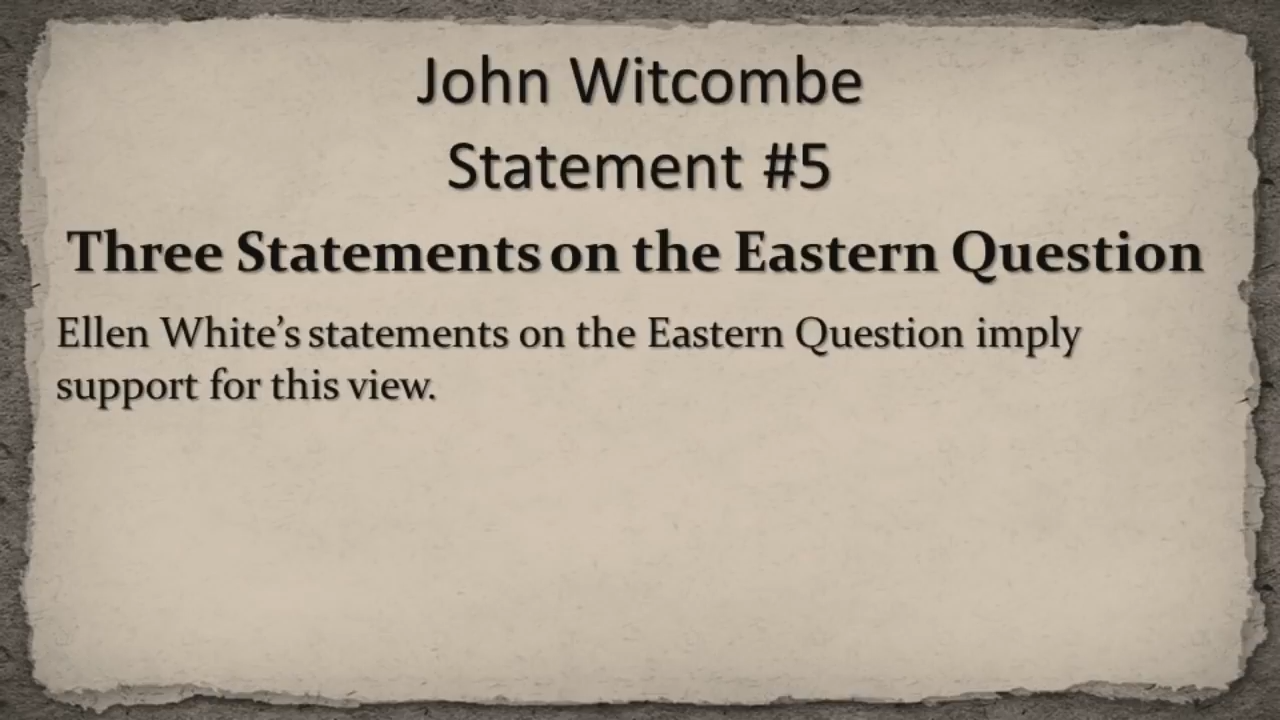 John Witcombe
Statement #5
Three Statements on the Eastern Question
Ellen White’s statements on the Eastern Question imply
support for this view.